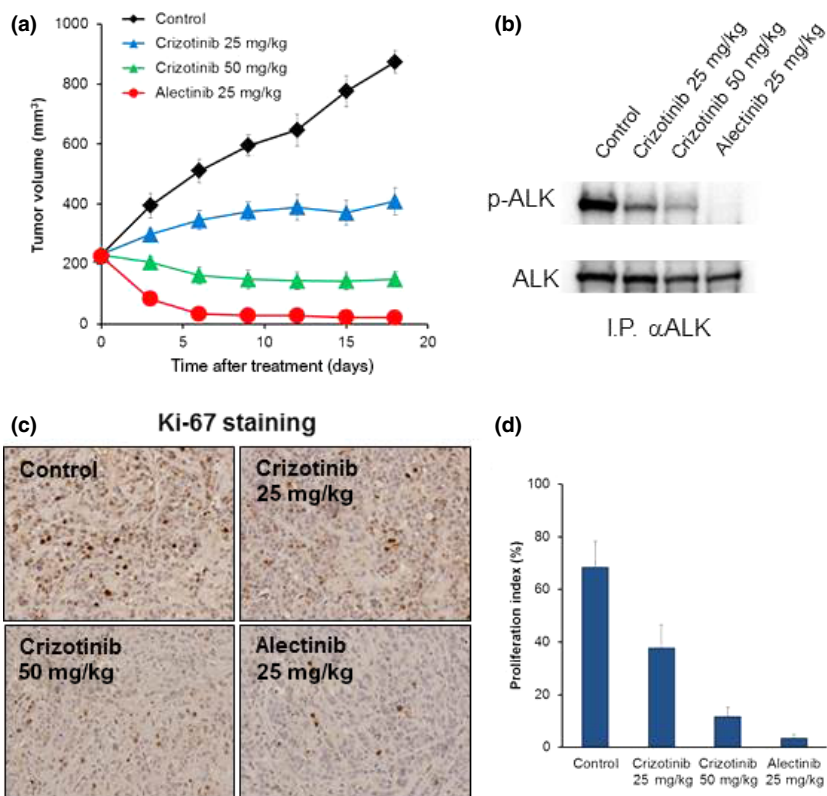 (a)
Control
Crizotinib 25 mg/kg
Crizotinib 50 mg/kg
Alectinib 25 mg/kg
Tumor volume (mm³)
1000
800
600
400
200
0
0 5 10 15 20
Time after treatment (days)
(b)
Control
Crizotinib 25 mg/kg
Crizotinib 50 mg/kg
Alectinib 25 mg/kg
p-ALK
ALK
I.P. αALK
(c)
Ki-67 staining
Control
Crizotinib
25 mg/kg
Crizotinib
50 mg/kg
Alectinib
25 mg/kg
(d)
Proliferation index (%)
100
80
60
40
20
0
Control
Crizotinib
25 mg/kg
Crizotinib
50 mg/kg
Alectinib
25 mg/kg